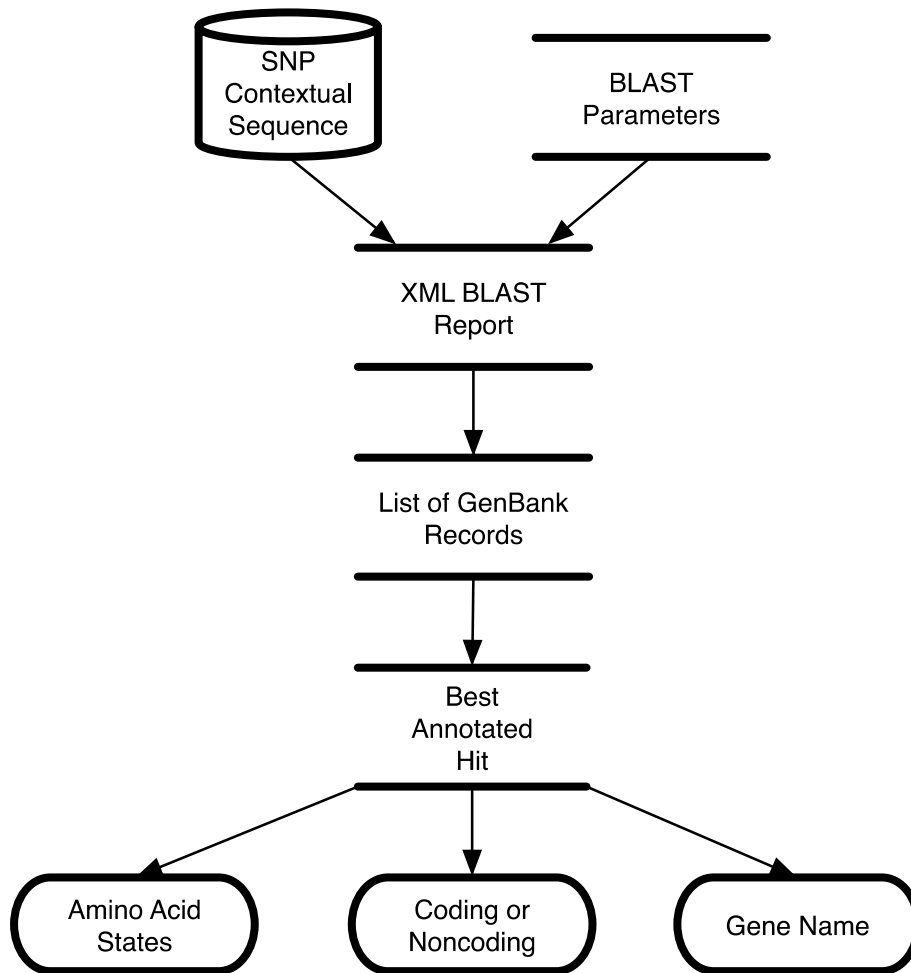 SNP
Contextual
Sequence
BLAST
Parameters
XML BLAST
Report
List of GenBank
Records
Best
Annotated
Hit
Amino Acid
States
Coding or
Noncoding
Gene Name